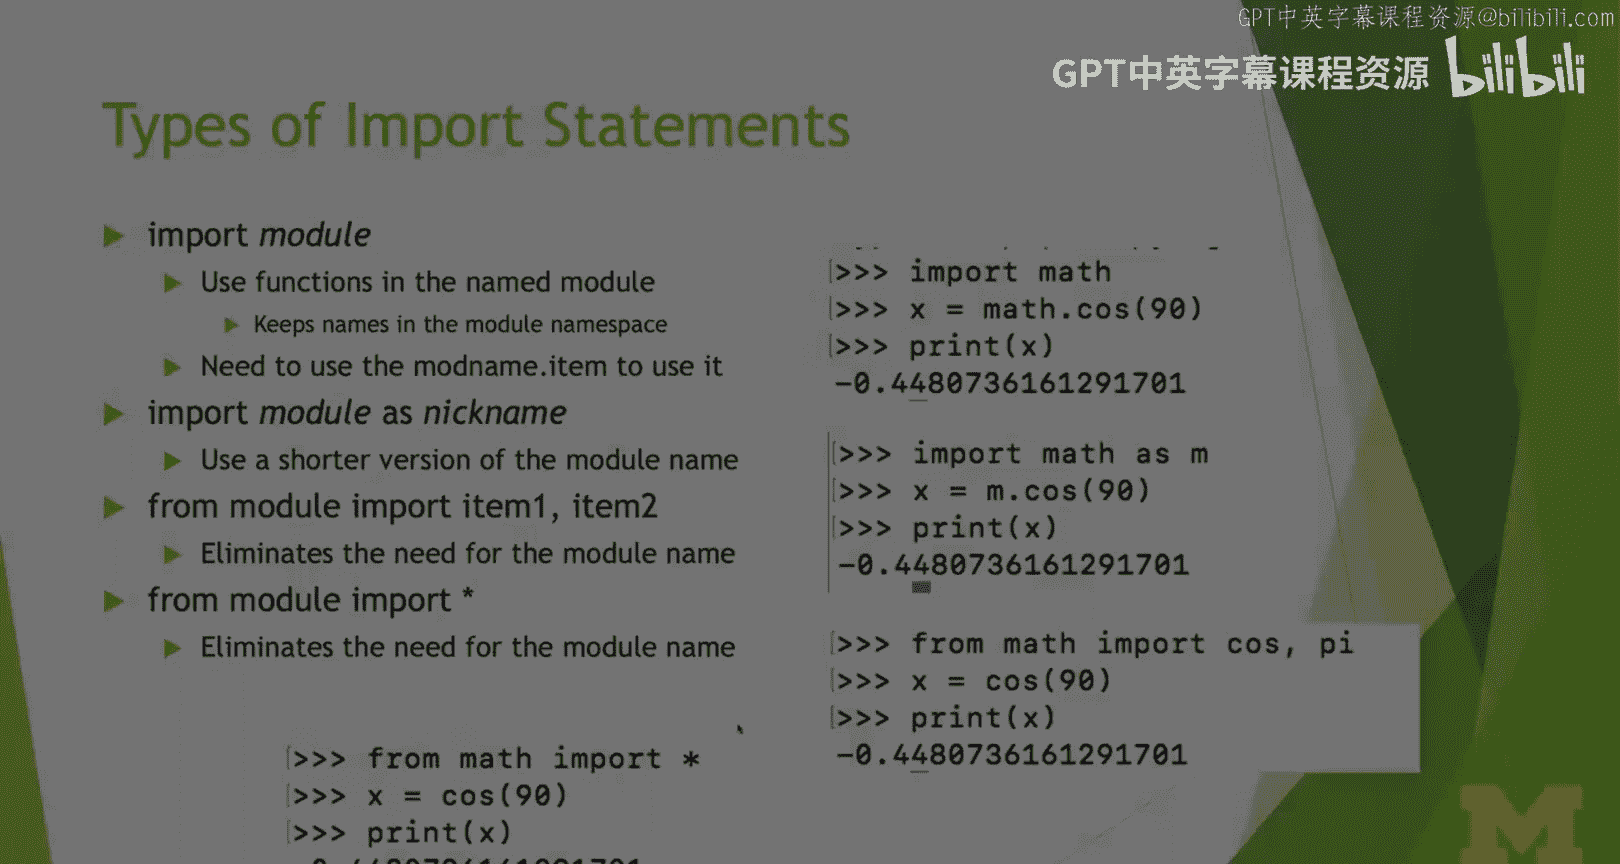 GPT中英字幕课程资源@bilibili.com
GPT中英字幕课程资源 bilibili
Types of Import Statements
import module
Use functions in the named module
Keeps names in the module namespace
Need to use the modname.item to use it
import module as nickname
Use a shorter version of the module name
from module import item1, item2
Eliminates the need for the module name
from module import *
Eliminates the need for the module name
>>> import math
>>> x = math.cos(90)
>>> print(x)
-0.4480736161291701
>>> import math as m
>>> x = m.cos(90)
>>> print(x)
-0.4480736161291701
>>> from math import cos, pi
>>> x = cos(90)
>>> print(x)
-0.4480736161291701
>>> from math import *
>>> x = cos(90)
>>> print(x)
M